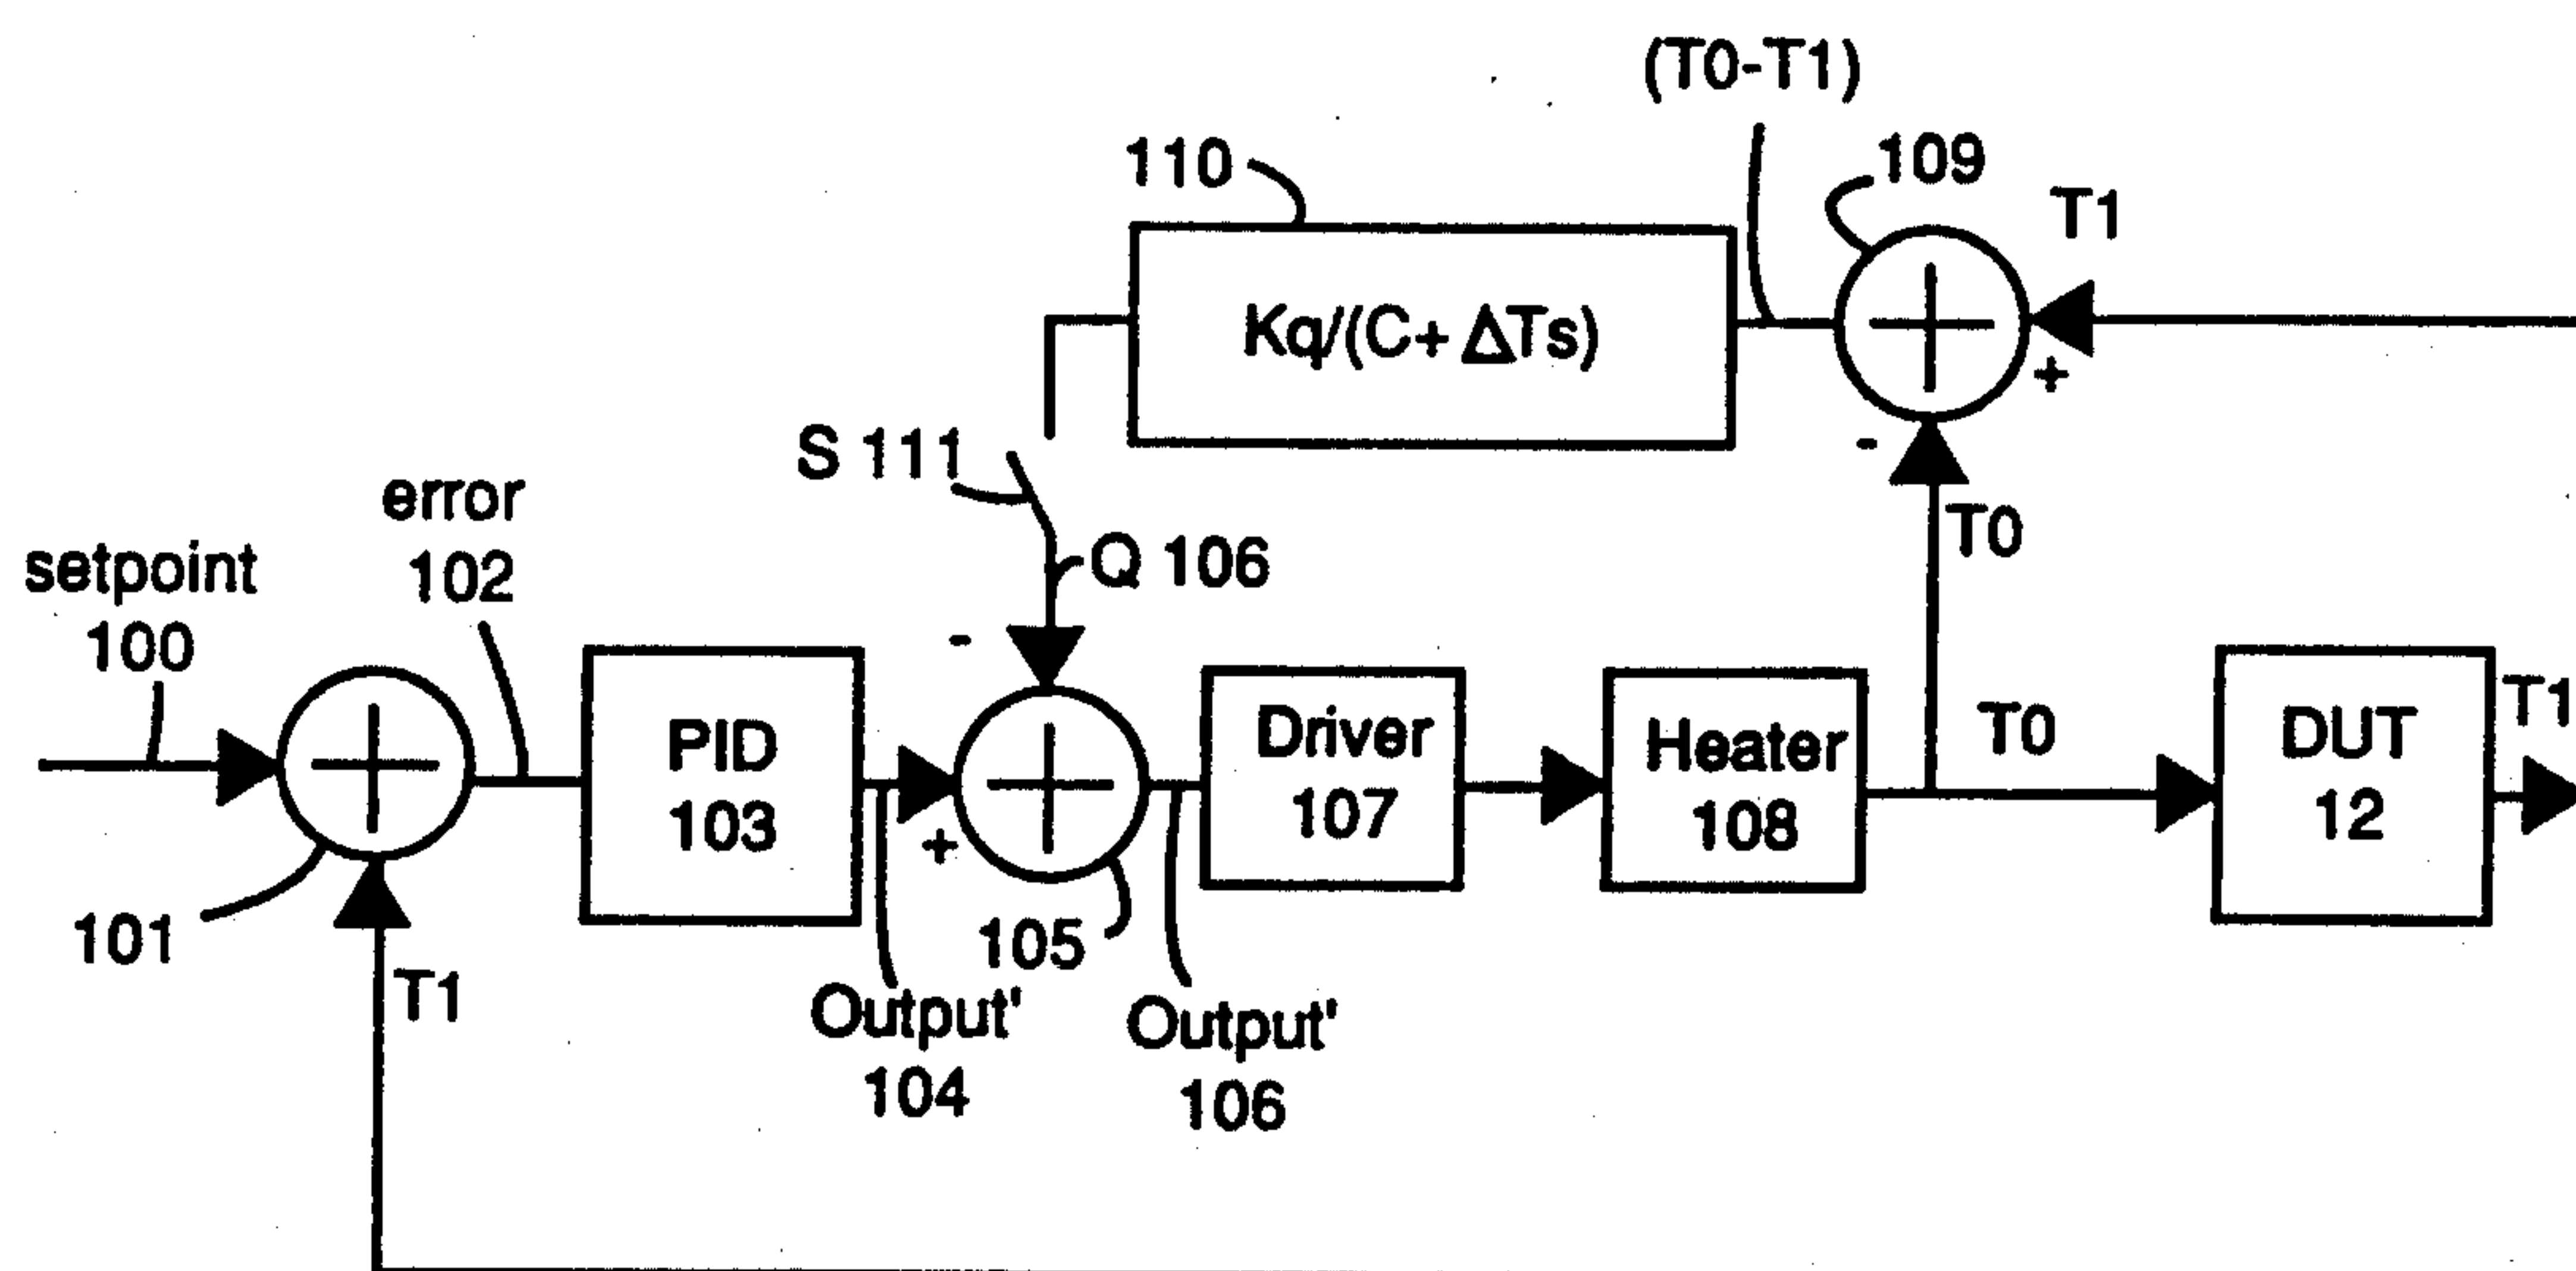 (T0-T1)
110
109
T1
Kq/(C+ ΔTs)
+
-
S 111
T0
error
102
Q 106
setpoint
100
-
PID
103
Driver
107
Heater
108
T0
DUT
12
T1
+
101
105
T1
Output'
104
Output'
106